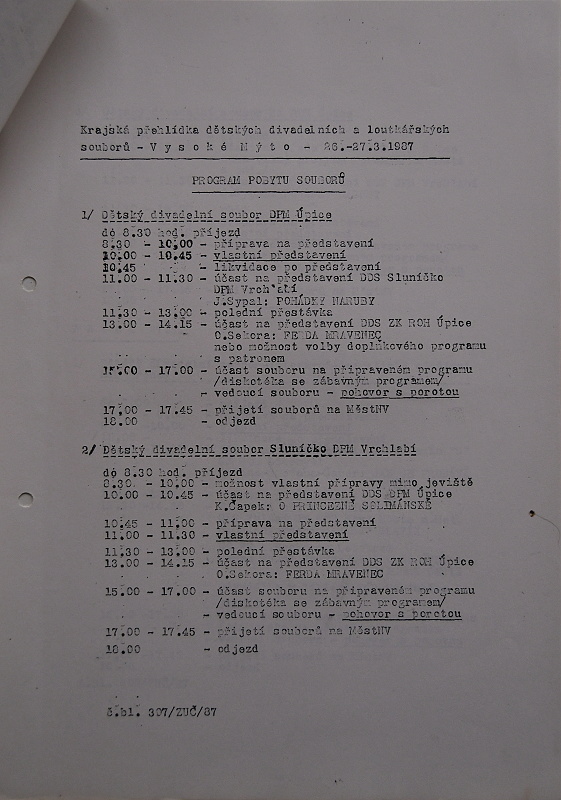 Krajská přehlídka dětských divadelních a loutkářských
souborů - V y s o k é M ý t o - 26.-27.3.1987
PROGRAM POBYTU SOUBORŮ
1/ Dětský divadelní soubor DPM Úpice
do 8.30 hod. příjezd
8.30 - 10.00 - příprava na představení
10.00 - 10.45 - vlastní představení
10.45 - likvidace po představení
11.00 - 11.30 - účast na představení DDS Sluníčko
DPM Vrchlabí
J.Sypal: POHÁDKY NARUBY
11.30 - 13.00 - polední přestávka
13.00 - 14.15 - účast na představení DDS ZK ROH Úpice
O.Sekora: FERDA MRAVENEC
nebo možnost volby doplnkového programu
s patronem
15.00 - 17.00 - účast souboru na připraveném programu
/diskotéka se zábavným programem/
- vedoucí souboru - pohovor s porotou
17.00 - 17.45 - přijetí souborů na MěstNV
18.00 - odjezd
2/ Dětský divadelní soubor Sluníčko DPM Vrchlabí
do 8.30 hod. příjezd
8.30. - 10.00 - možnost vlastní přípravy mimo jeviště
10.00 - 10.45 - účast na představení DDS DPM Úpice
K.Čapek: O PRINCEZNĚ SOLIMÁNSKÉ
10.45 - 11.00 - příprava na představení
11.00 - 11.30 - vlastní představení
11.30 - 13.00 - polední přestávka
13.00 - 14.15 - účast na představení DDS ZK ROH Úpice
O.Sekora: FERDA MRAVENEC
15.00 - 17.00 - účast souboru na připraveném programu
/diskotéka se zábavným programem/
- vedoucí souboru - pohovor s porotou
17.00 - 17.45 - přijetí souborů na MěstNV
18.00 - odjezd
č.bl. 307/ZUČ/87